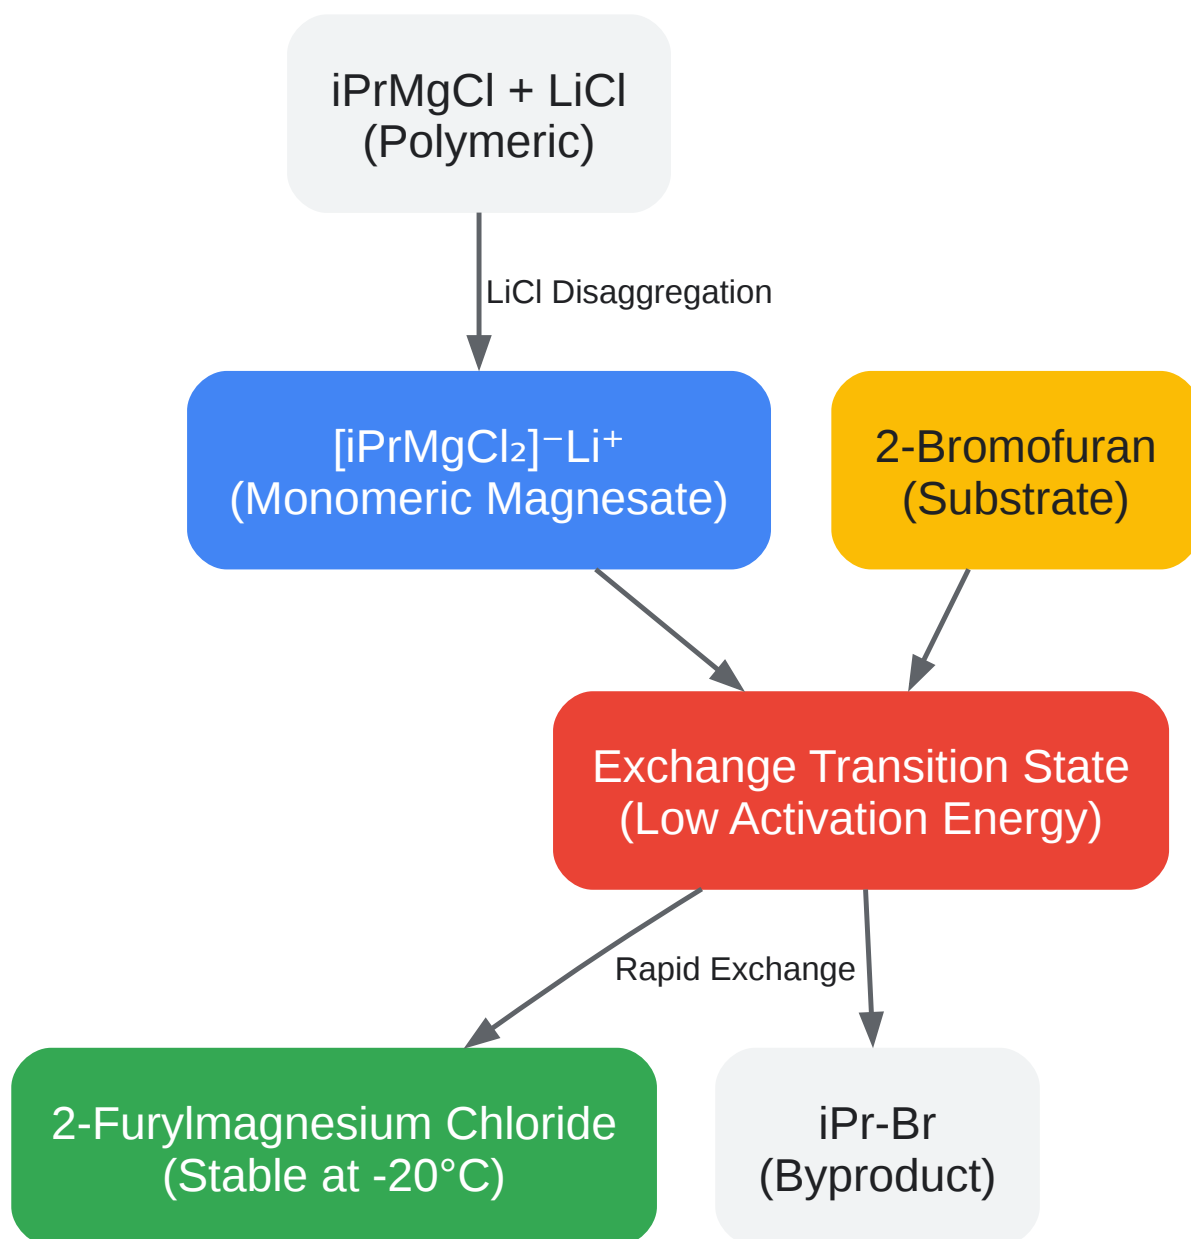 iPrMgCl + LiCl
(Polymeric)
LiCl Disaggregation
[iPrMgCl₂]⁻Li⁺
(Monomeric Magnesate)
2-Bromofuran
(Substrate)
Exchange Transition State
(Low Activation Energy)
Rapid Exchange
2-Furylmagnesium Chloride
(Stable at -20°C)
iPr-Br
(Byproduct)